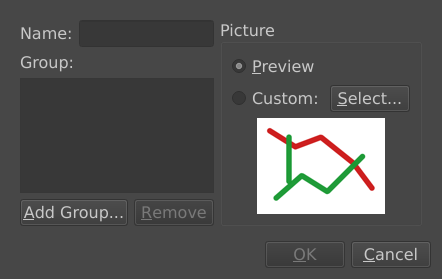 Name:
Group:
Add Group...
Remove
Picture
Preview
Custom:
Select...
OK
Cancel